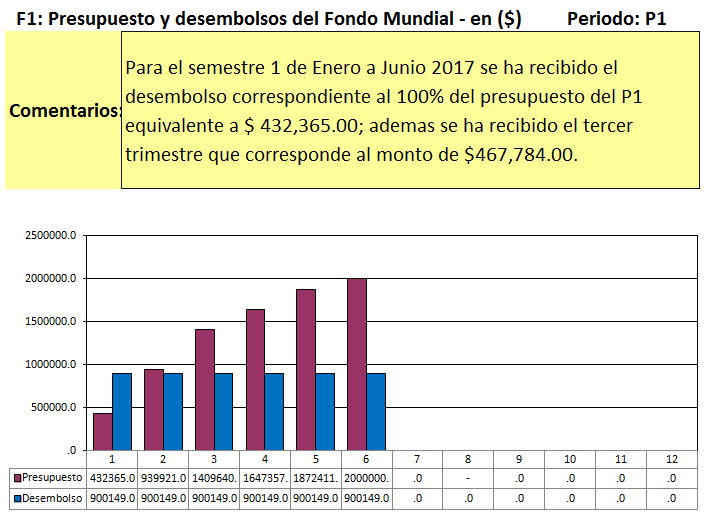 F1: Presupuesto y desembolsos del Fondo Mundial - en ($) Periodo: P1
Comentarios:
Para el semestre 1 de Enero a Junio 2017 se ha recibido el
desembolso correspondiente al 100% del presupuesto del P1
equivalente a $ 432,365.00; ademas se ha recibido el tercer
trimestre que corresponde al monto de $467,784.00.
2500000.0
2000000.0
1500000.0
1000000.0
500000.0
.0
1 2 3 4 5 6 7 8 9 10 11 12
Presupuesto 432365.0 939921.0 1409640. 1647357. 1872411. 2000000. .0 - .0 .0 .0 .0
Desembolso 900149.0 900149.0 900149.0 900149.0 900149.0 900149.0 .0 .0 .0 .0 .0 .0